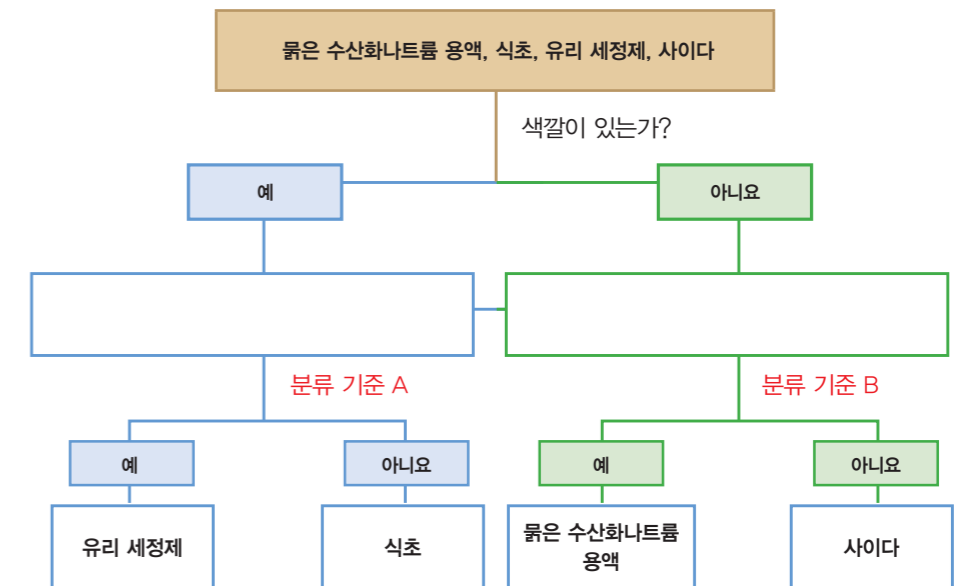 묽은 수산화나트륨 용액, 식초, 유리 세정제, 사이다
색깔이 있는가?
예
아니요
분류 기준 A
분류 기준 B
예
아니요
예
아니요
유리 세정제
식초
묽은 수산화나트륨
용액
사이다